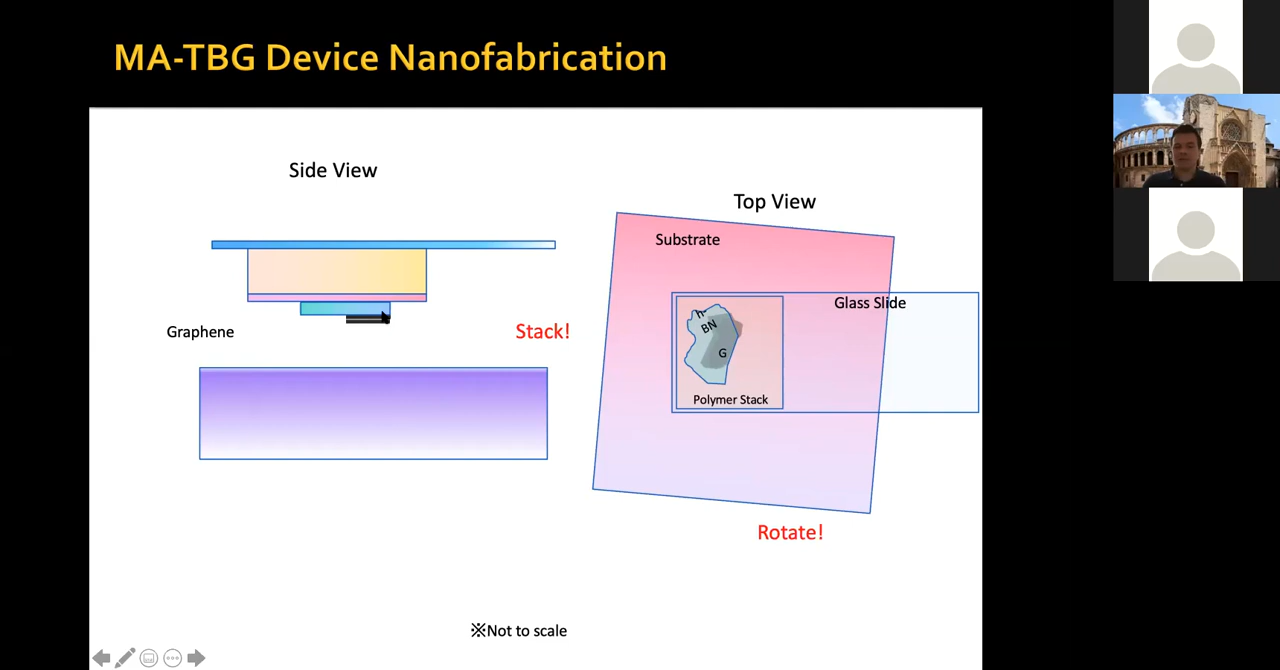 MA-TBG Device Nanofabrication
Side View
Top View
Substrate
Glass Slide
Graphene
Stack!
h-
BN
G
Polymer Stack
Rotate!
※Not to scale